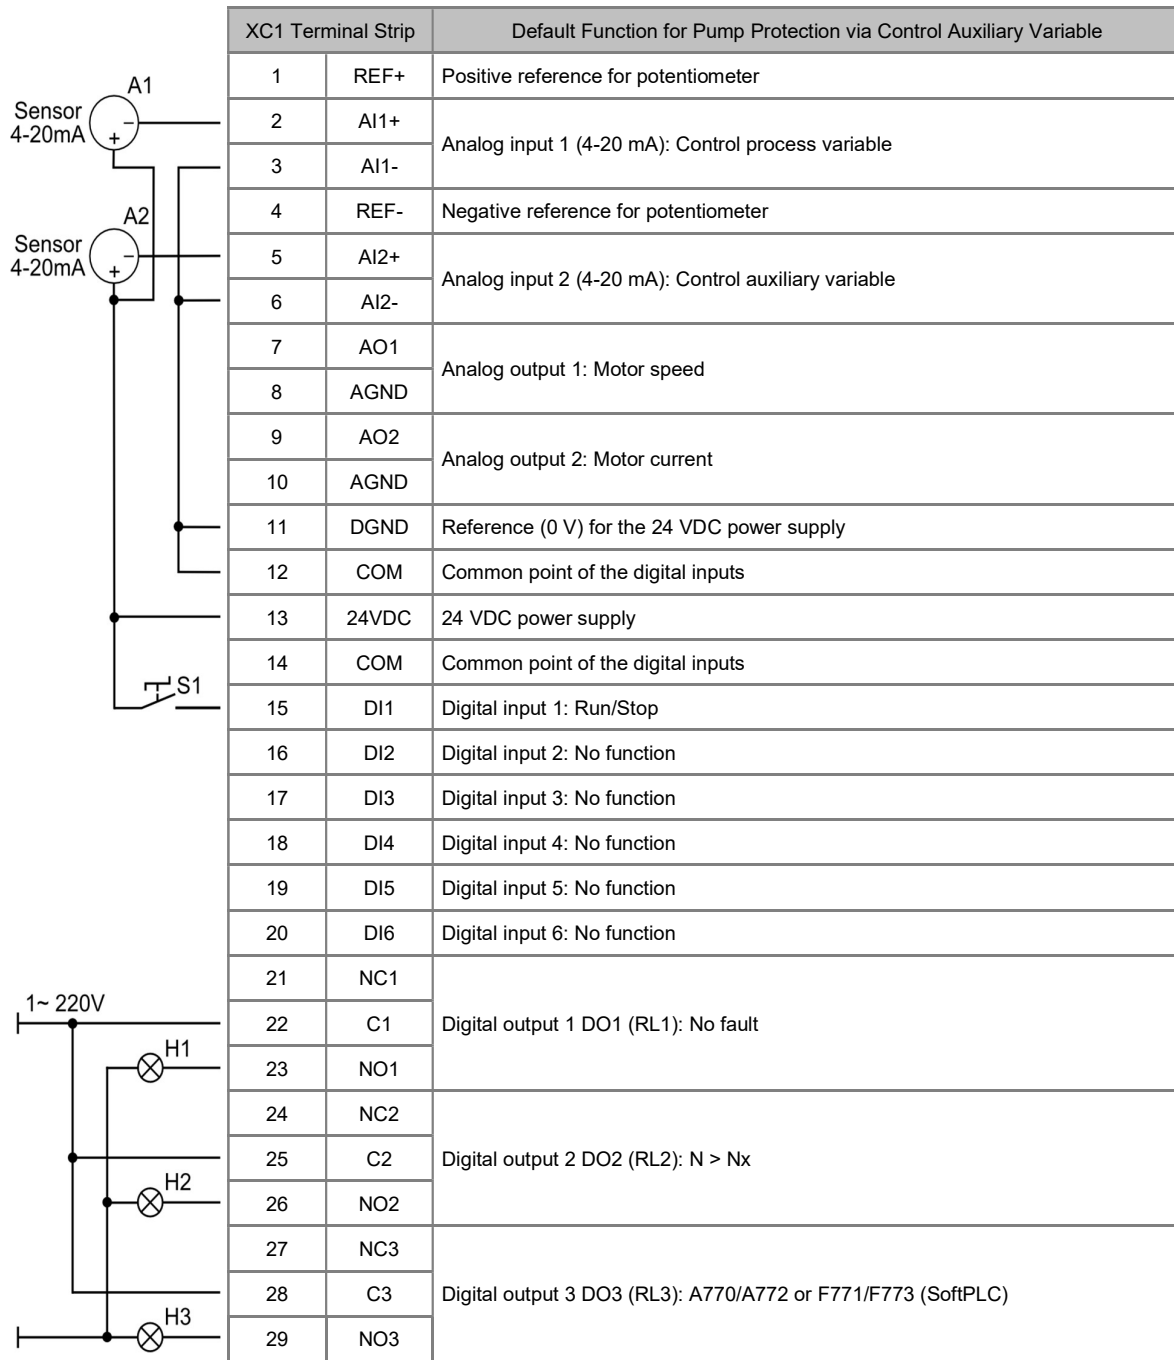 XC1 Terminal Strip Default Function for Pump Protection via Control Auxiliary Variable
1 REF+ Positive reference for potentiometer
A1
Sensor
4-20mA
+
−
2 AI1+
Analog input 1 (4-20 mA): Control process variable
3 AI1-
4 REF- Negative reference for potentiometer
A2
Sensor
4-20mA
+
−
5 AI2+
Analog input 2 (4-20 mA): Control auxiliary variable
6 AI2-
7 AO1
Analog output 1: Motor speed
8 AGND
9 AO2
Analog output 2: Motor current
10 AGND
11 DGND Reference (0 V) for the 24 VDC power supply
12 COM Common point of the digital inputs
13 24VDC 24 VDC power supply
14 COM Common point of the digital inputs
S1
15 DI1 Digital input 1: Run/Stop
16 DI2 Digital input 2: No function
17 DI3 Digital input 3: No function
18 DI4 Digital input 4: No function
19 DI5 Digital input 5: No function
20 DI6 Digital input 6: No function
21 NC1
1~ 220V
22 C1 Digital output 1 DO1 (RL1): No fault
H1
23 NO1
24 NC2
25 C2 Digital output 2 DO2 (RL2): N > Nx
H2
26 NO2
27 NC3
28 C3 Digital output 3 DO3 (RL3): A770/A772 or F771/F773 (SoftPLC)
H3
29 NO3